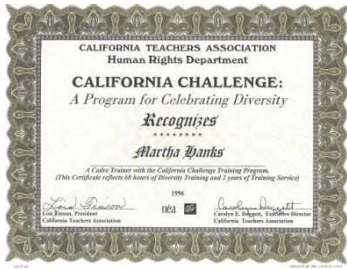 CALIFORNIA TEACHERS ASSOCIATION
Human Rights Department
CALIFORNIA CHALLENGE:
A Program for Celebrating Diversity
Recognizes
Martha Hanks
A Cadre Trainer with the California Challenge Training Program.
(This Certificate reflects 60 hours of Diversity Training and 2 years of Training Service)
1996
nea
President
California Teachers Association
Carolyn E. Doggett, Executive Director
California Teachers Association